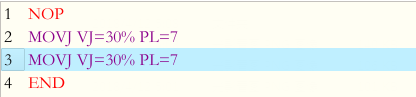 1 NOP
2 MOVJ VJ=30% PL=7
3 MOVJ VJ=30% PL=7
4 END